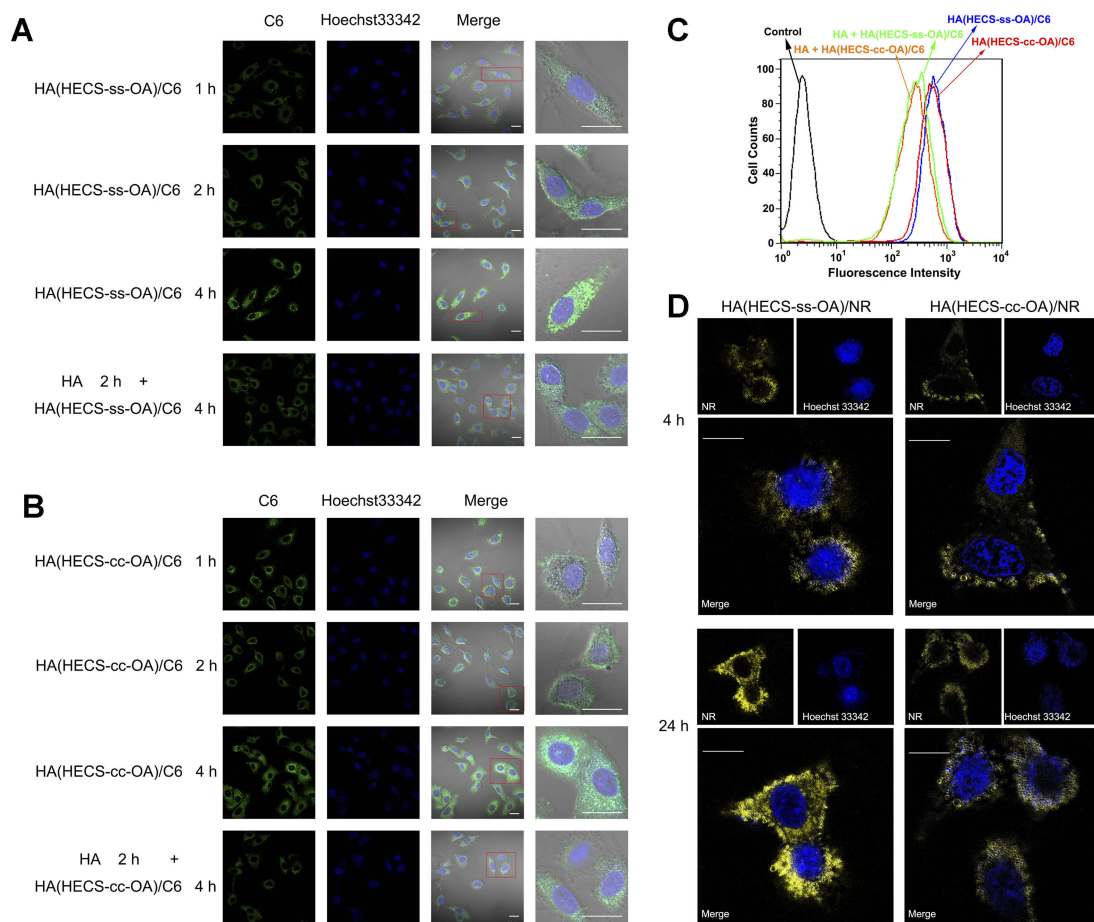 A
C6 Hoechst33342 Merge
HA(HECS-ss-OA)/C6 1 h
HA(HECS-ss-OA)/C6 2 h
HA(HECS-ss-OA)/C6 4 h
HA 2 h +
HA(HECS-ss-OA)/C6 4 h
B
C6 Hoechst33342 Merge
HA(HECS-cc-OA)/C6 1 h
HA(HECS-cc-OA)/C6 2 h
HA(HECS-cc-OA)/C6 4 h
HA 2 h +
HA(HECS-cc-OA)/C6 4 h
C
HA(HECS-ss-OA)/C6
Control
HA + HA(HECS-ss-OA)/C6
HA(HECS-cc-OA)/C6
HA + HA(HECS-cc-OA)/C6
Cell Counts
100
80
60
40
20
0
10⁰ 10¹ 10² 10³ 10⁴
Fluorescence Intensity
D
HA(HECS-ss-OA)/NR HA(HECS-cc-OA)/NR
NR Hoechst 33342 NR Hoechst 33342
4 h
Merge Merge
NR Hoechst 33342 NR Hoechst 33342
24 h
Merge Merge